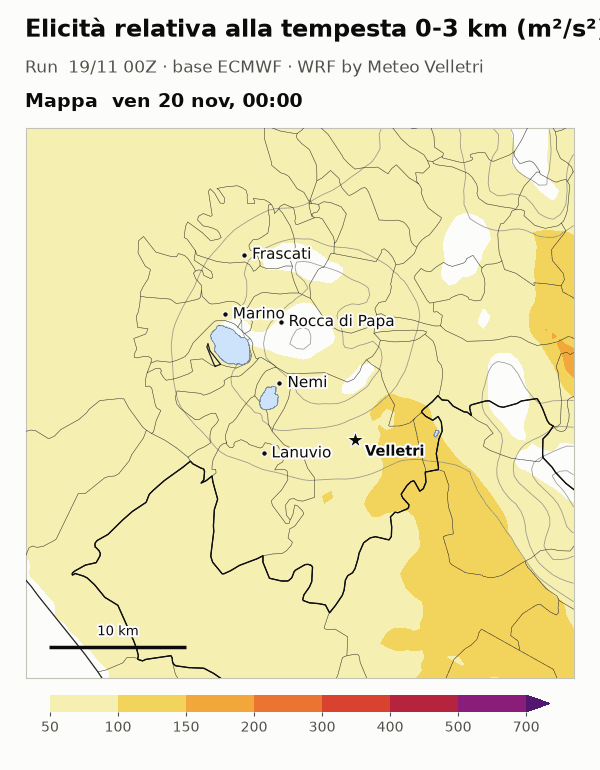 Elicità relativa alla tempesta 0-3 km (m²/s²)
Run 19/11 00Z · base ECMWF · WRF by Meteo Velletri
Mappa ven 20 nov, 00:00
Frascati
Marino
Rocca di Papa
Nemi
Velletri
Lanuvio
10 km
50 100 150 200 300 400 500 700